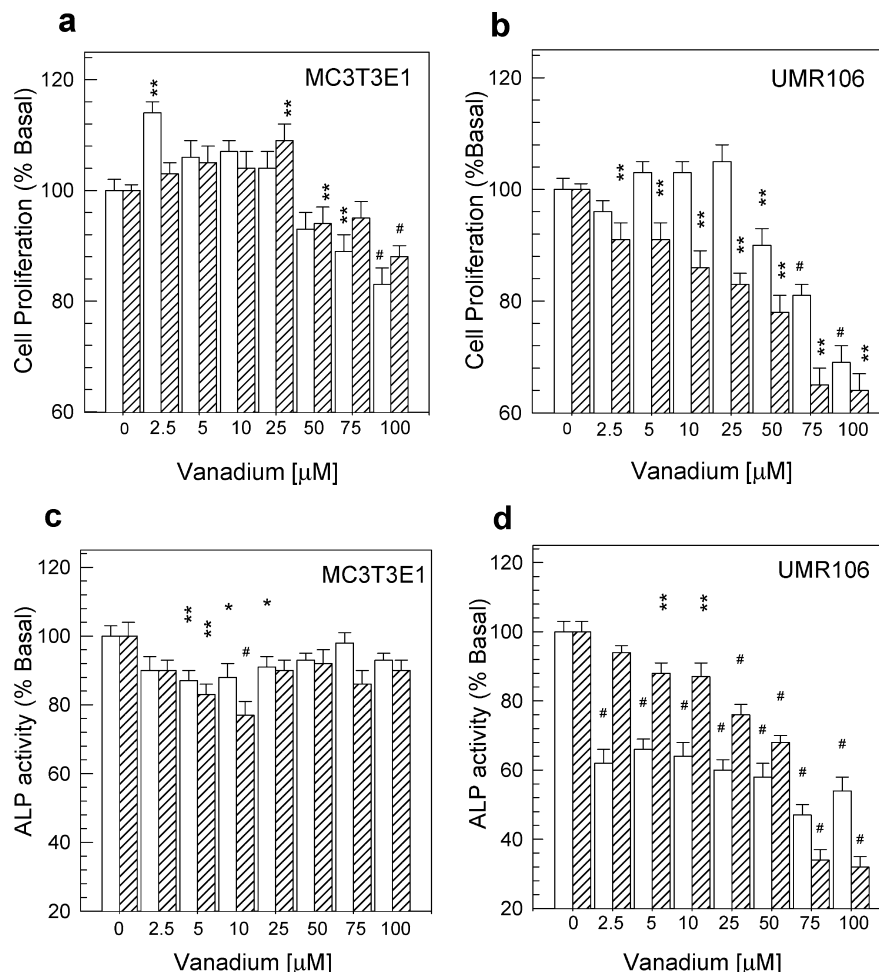 a
MC3T3E1
120
100
80
60
Cell Proliferation (% Basal)
** ** ** ** # #
0 2.5 5 10 25 50 75 100
Vanadium [μM]
b
UMR106
120
100
80
60
Cell Proliferation (%Basal)
** ** ** ** ** ** # ** # **
0 2.5 5 10 25 50 75 100
Vanadium [μM]
c
MC3T3E1
120
100
80
60
40
20
ALP activity (% Basal)
** ** * # *
0 2.5 5 10 25 50 75 100
Vanadium [μM]
d
UMR106
120
100
80
60
40
20
ALP activity (% Basal)
# # ** # ** # # # # # # # #
0 2.5 5 10 25 50 75 100
Vanadium [μM]